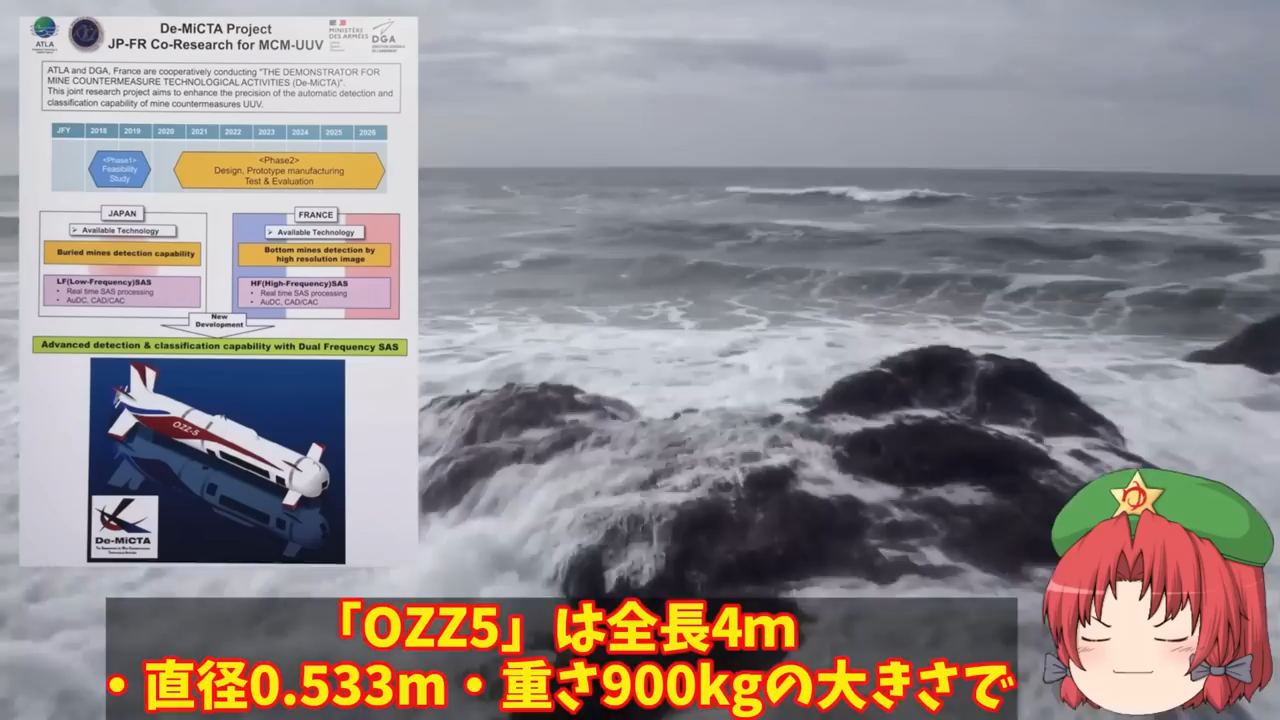 De-MiCTA Project
JP-FR Co-Research for MCM-UUV
ATLA
MINISTÈRE
DES ARMÉES
DGA
ATLA and DGA, France are cooperatively conducting "THE DEMONSTRATOR FOR
MINE COUNTERMEASURE TECHNOLOGICAL ACTIVITIES (De-MiCTA)".
This joint research project aims to enhance the precision of the automatic detection and
classification capability of mine countermeasures UUV.
JFY 2018 2019 2020 2021 2022 2023 2024 2025 2026
<Phase1>
Feasibility
Study
<Phase2>
Design, Prototype manufacturing
Test & Evaluation
JAPAN
➢ Available Technology
Buried mines detection capability
LF(Low-Frequency)SAS
• Real time SAS processing
• AuDC, CAD/CAC
FRANCE
➢ Available Technology
Bottom mines detection by
high resolution image
HF(High-Frequency)SAS
• Real time SAS processing
• AuDC, CAD/CAC
New
Development
Advanced detection & classification capability with Dual Frequency SAS
OZZ-5
De-MiCTA
「OZZ5」は全長4m
・直径0.533m・重さ900kgの大きさで